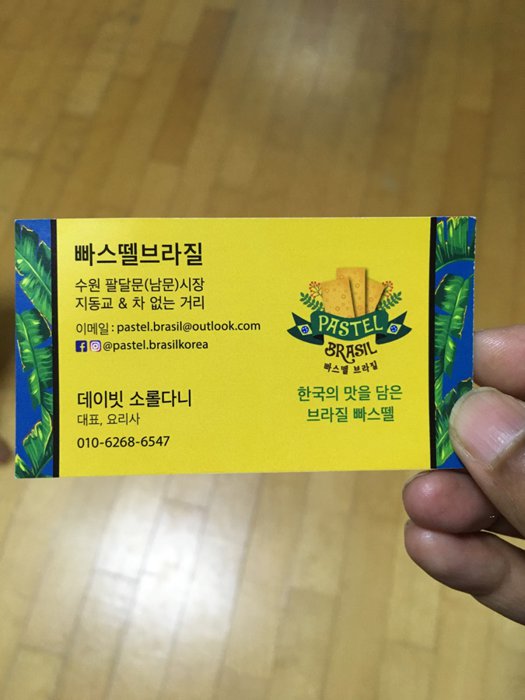 빠스뗄브라질
수원 팔달문(남문)시장
지동교 & 차 없는 거리
이메일 : pastel.brasil@outlook.com
@pastel.brasilkorea
데이빗 소롤다니
대표, 요리사
010-6268-6547
PASTEL
BRASIL
빠스뗄 브라질
한국의 맛을 담은
브라질 빠스뗄